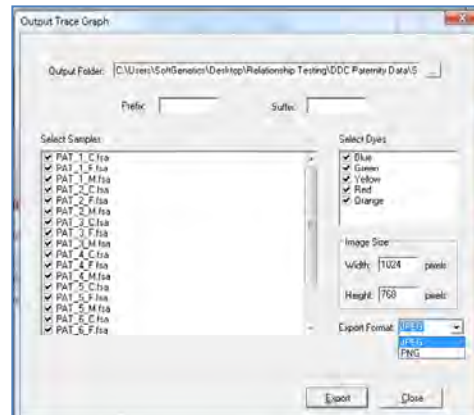 Output Trace Graph
Output Folder: C:\Users\SoftGenetics\Desktop\Relationship Testing\DDC Paternity Data\S ...
Prefix: Suffix:
Select Samples
PAT_1_C.fsa
PAT_1_F.fsa
PAT_1_M.fsa
PAT_2_C.fsa
PAT_2_F.fsa
PAT_2_M.fsa
PAT_3_C.fsa
PAT_3_F.fsa
PAT_3_M.fsa
PAT_4_C.fsa
PAT_4_F.fsa
PAT_4_M.fsa
PAT_5_C.fsa
PAT_5_F.fsa
PAT_5_M.fsa
PAT_6_C.fsa
PAT_6_F.fsa
Select Dyes
Blue
Green
Yellow
Red
Orange
Image Size
Width: 1024 pixels
Height: 768 pixels
Export Format: JPEG
JPEG
PNG
Export Close